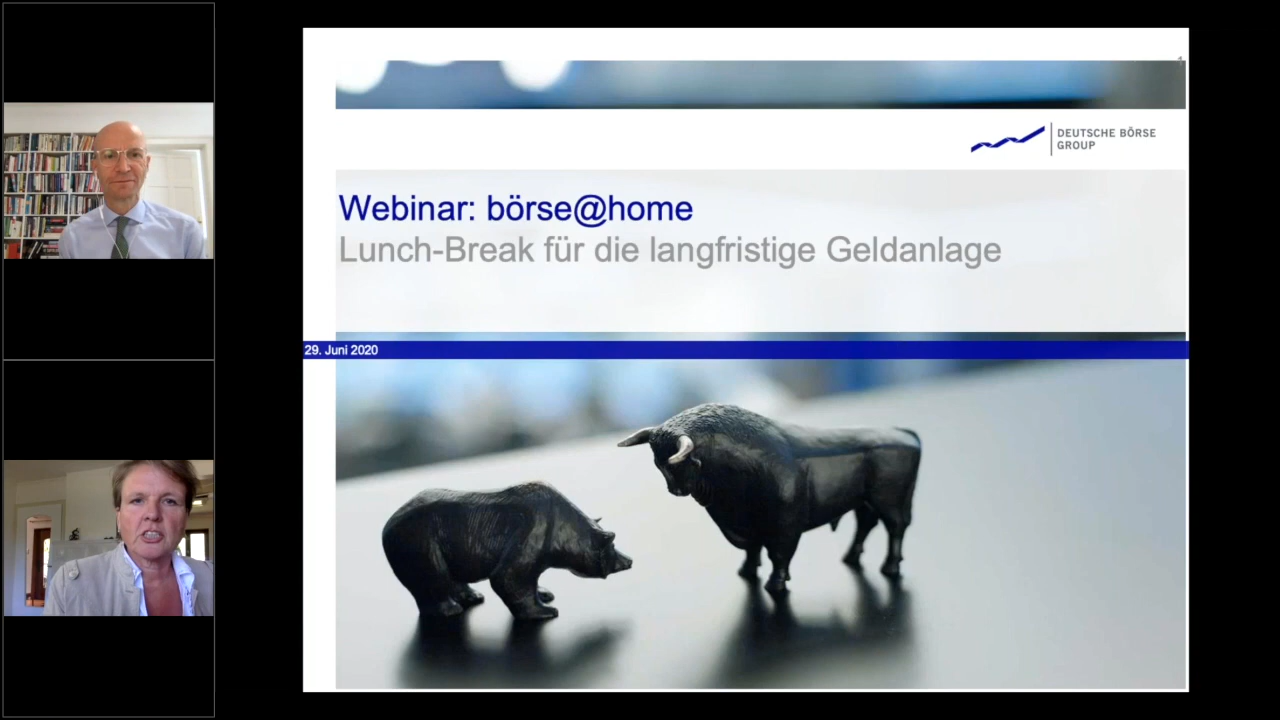 DEUTSCHE BÖRSE
GROUP
Webinar: börse@home
Lunch-Break für die langfristige Geldanlage
29. Juni 2020